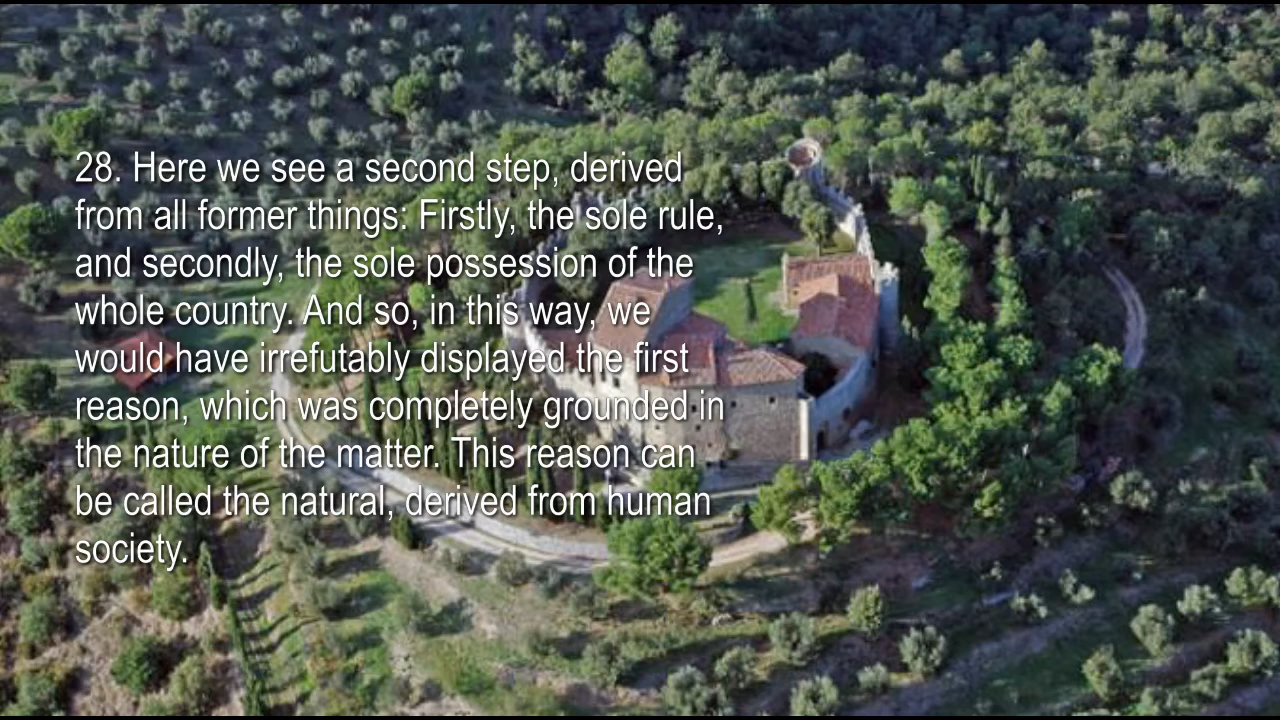 28. Here we see a second step, derived
from all former things: Firstly, the sole rule,
and secondly, the sole possession of the
whole country. And so, in this way, we
would have irrefutably displayed the first
reason, which was completely grounded in
the nature of the matter. This reason can
be called the natural, derived from human
society.